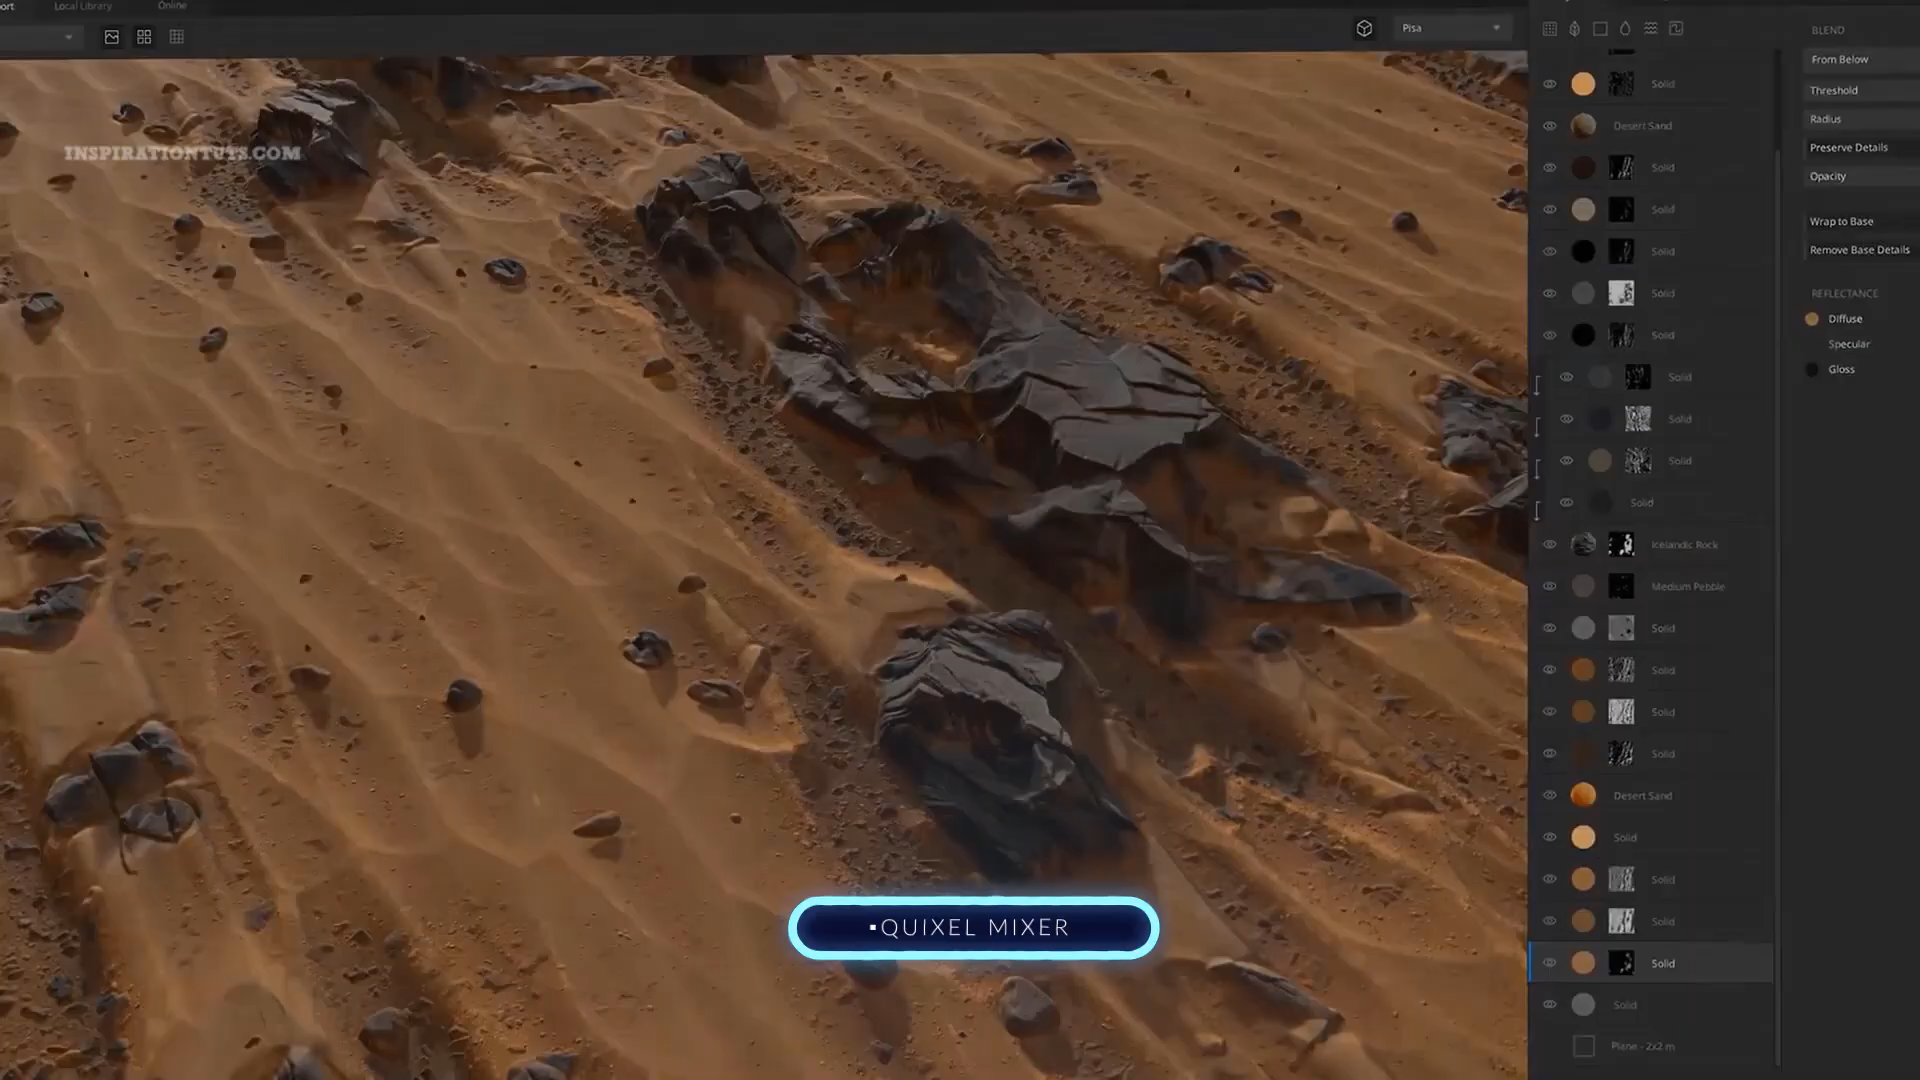 Local Library
Online
Pisa
INSPIRATIONTUTS.COM
▪QUIXEL MIXER
Solid
Desert Sand
Solid
Solid
Solid
Solid
Solid
Solid
Solid
Solid
Solid
Icelandic Rock
Medium Pebble
Solid
Solid
Solid
Solid
Desert Sand
Solid
Solid
Solid
Solid
Solid
Plane - 2x2 m
BLEND
From Below
Threshold
Radius
Preserve Details
Opacity
Wrap to Base
Remove Base Details
REFLECTANCE
Diffuse
Specular
Gloss